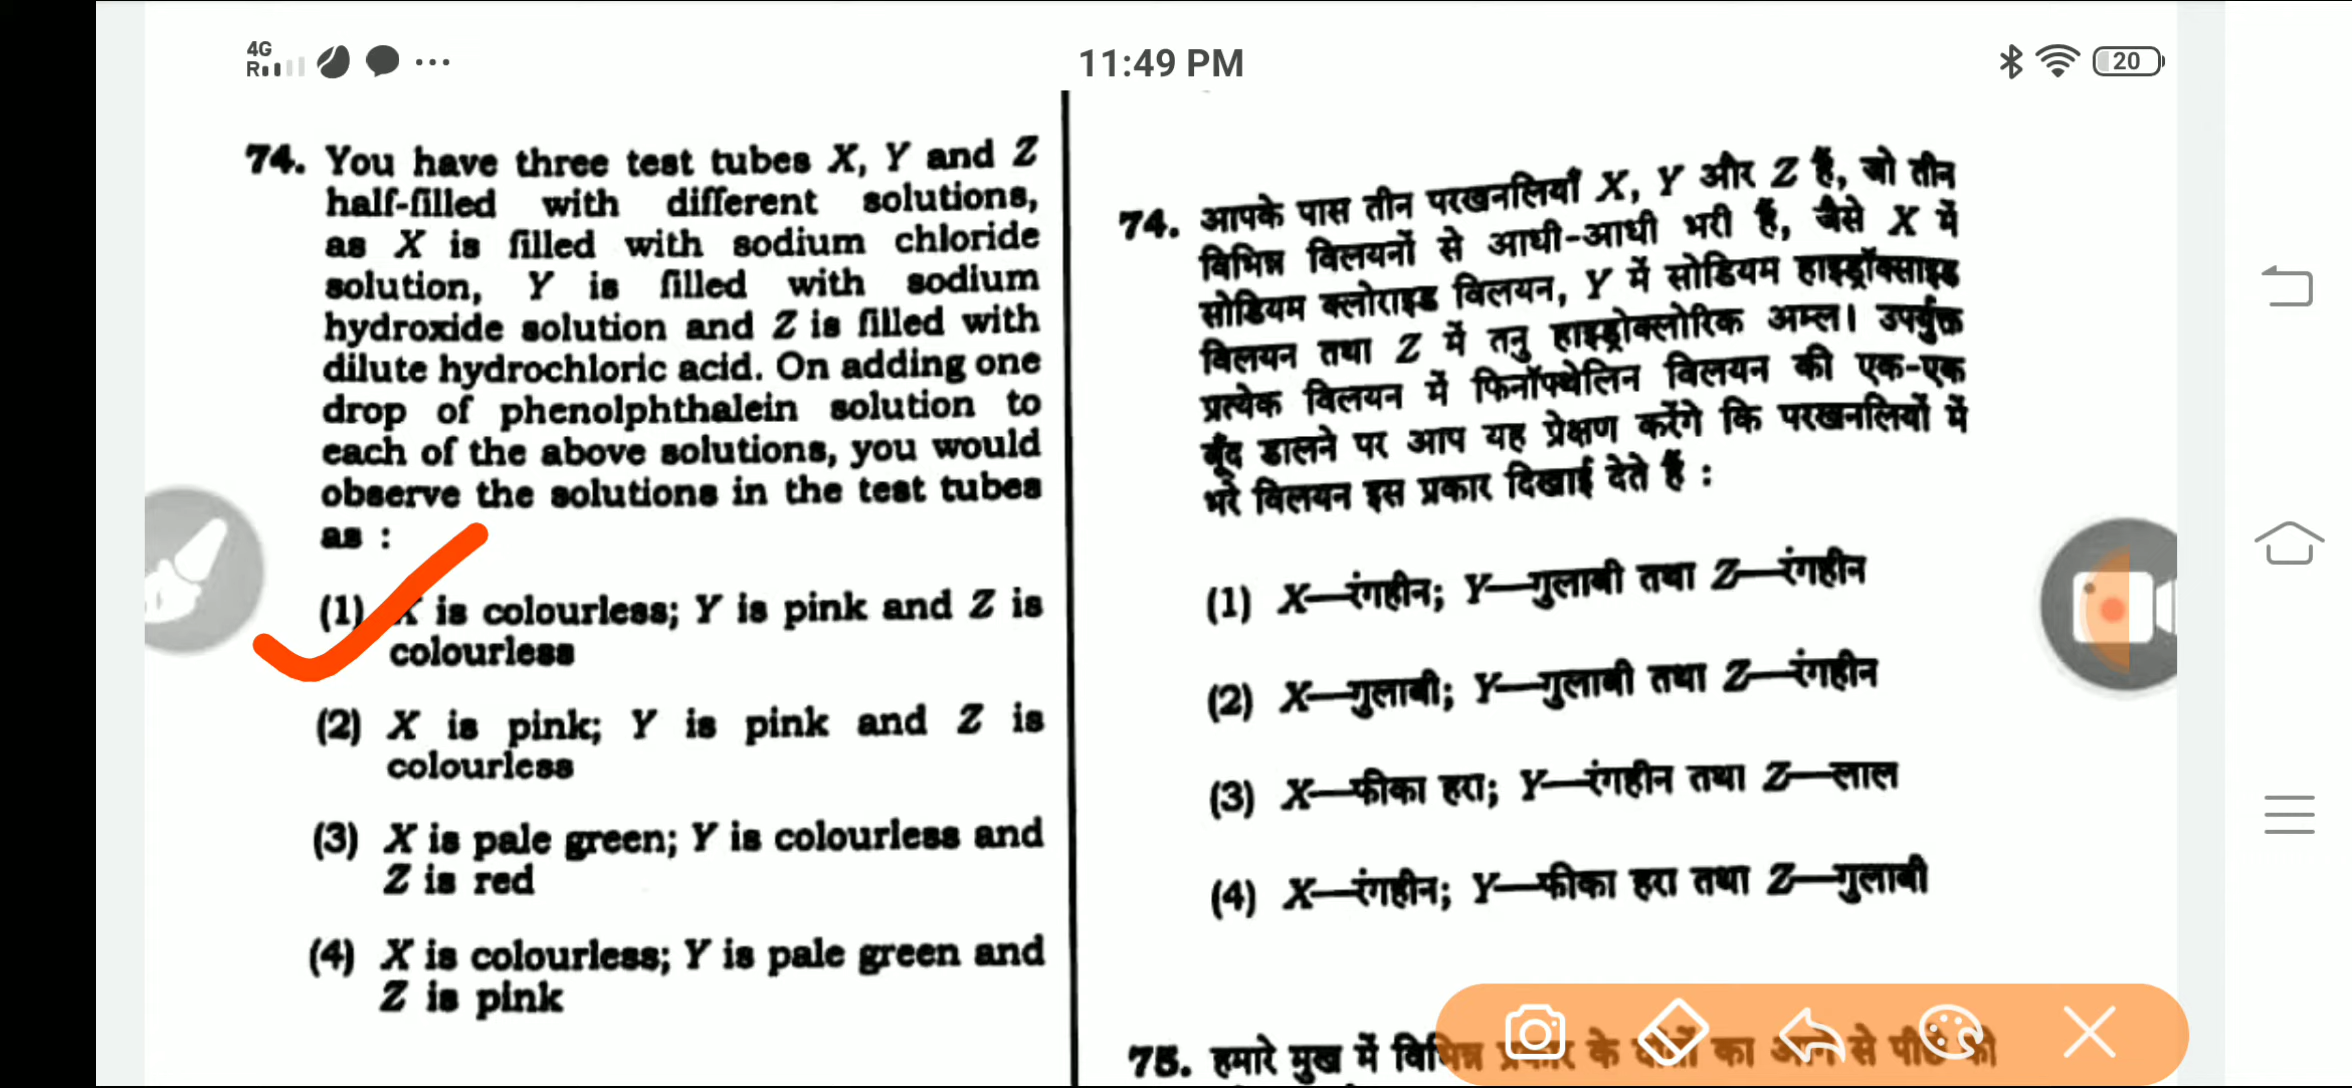 4G
R
11:49 PM
20
74. You have three test tubes X, Y and Z
half-filled with different solutions,
as X is filled with sodium chloride
solution, Y is filled with sodium
hydroxide solution and Z is filled with
dilute hydrochloric acid. On adding one
drop of phenolphthalein solution to
each of the above solutions, you would
observe the solutions in the test tubes
as :
(1) X is colourless; Y is pink and Z is
colourless
(2) X is pink; Y is pink and Z is
colourless
(3) X is pale green; Y is colourless and
Z is red
(4) X is colourless; Y is pale green and
Z is pink
74. आपके पास तीन परखनलियाँ X, Y और Z हैं, जो तीन
विभिन्न विलयनों से आधी-आधी भरी हैं, जैसे X में
सोडियम क्लोराइड विलयन, Y में सोडियम हाइड्रॉक्साइड
विलयन तथा Z में तनु हाइड्रोक्लोरिक अम्ल। उपर्युक्त
प्रत्येक विलयन में फिनॉफ्थेलिन विलयन की एक-एक
बूँद डालने पर आप यह प्रेक्षण करेंगे कि परखनलियों में
भरे विलयन इस प्रकार दिखाई देते हैं :
(1) X—रंगहीन; Y—गुलाबी तथा Z—रंगहीन
(2) X—गुलाबी; Y—गुलाबी तथा Z—रंगहीन
(3) X—फीका हरा; Y—रंगहीन तथा Z—लाल
(4) X—रंगहीन; Y—फीका हरा तथा Z—गुलाबी
75. हमारे मुख में विभिन्न प्रकार के दाँतों का आगे से पीछे की